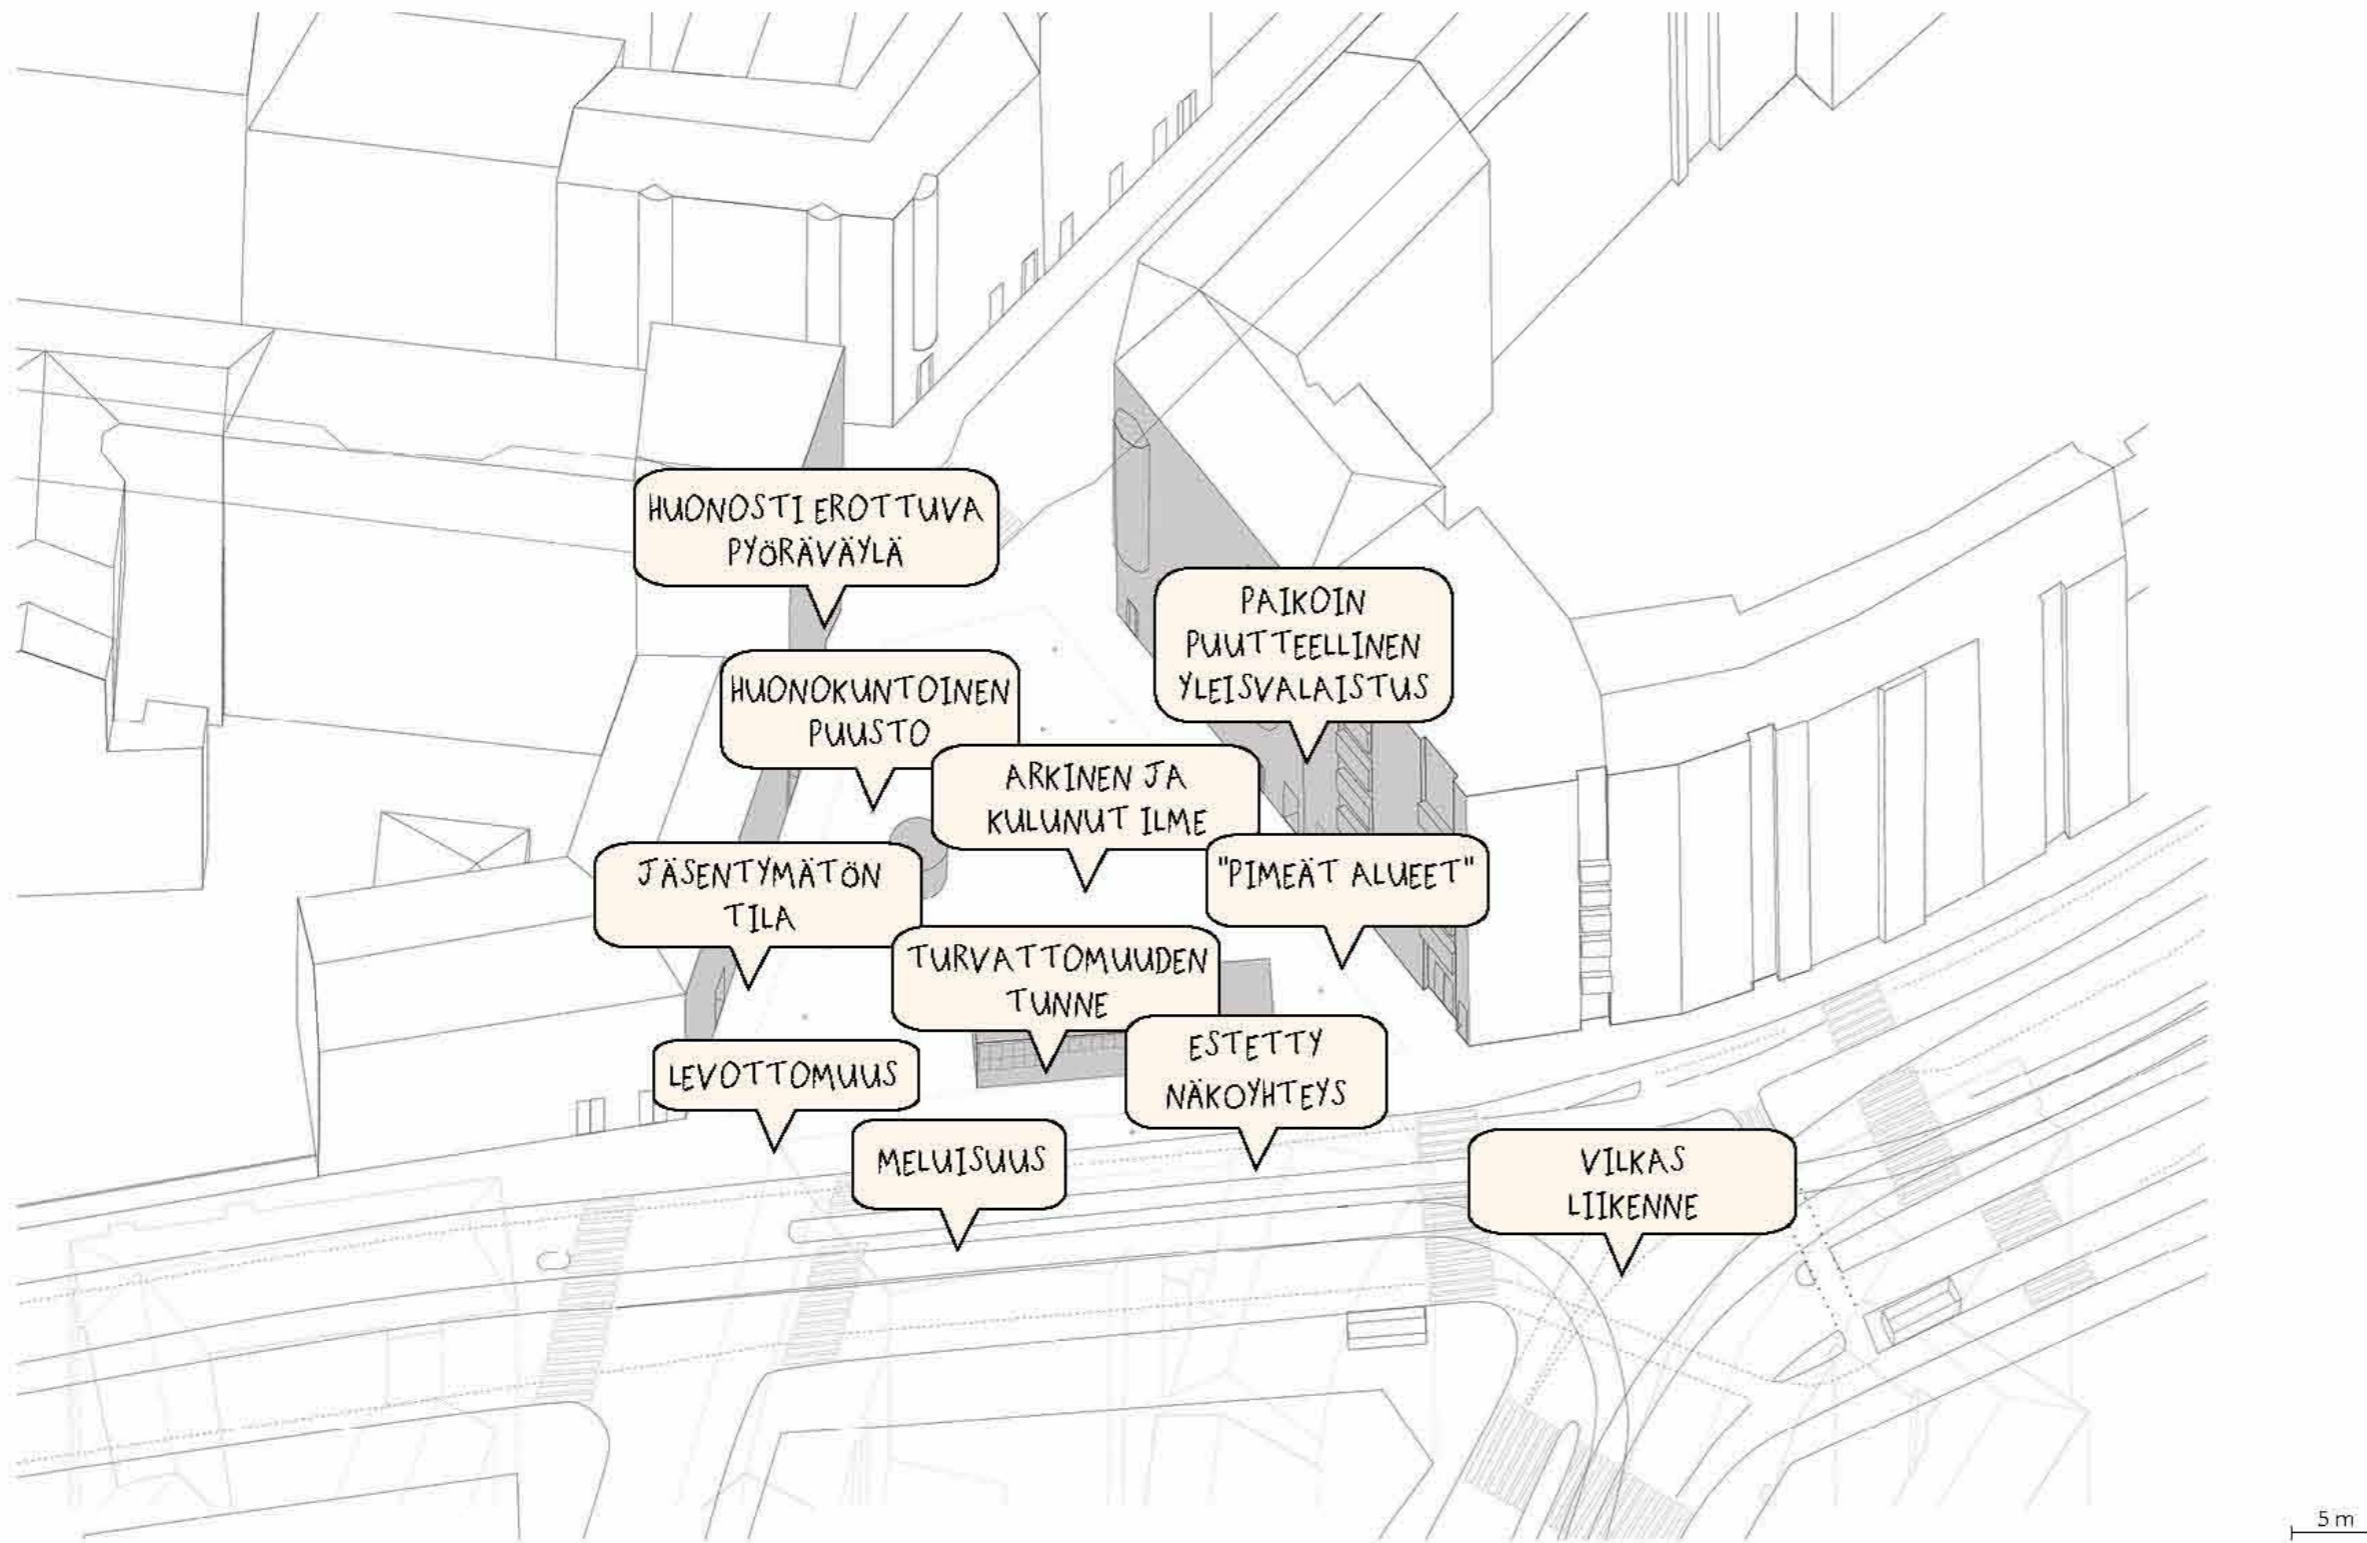 HUONOSTI EROTTUVA
PYÖRÄVÄYLÄ
PAIKOIN
PUUTTEELLINEN
YLEISVALAISTUS
HUONOKUNTOINEN
PUUSTO
ARKINEN JA
KULUNUT ILME
JÄSENTYMÄTÖN
TILA
"PIMEÄT ALUEET"
TURVATTOMUUDEN
TUNNE
ESTETTY
NÄKOYHTEYS
LEVOTTOMUUS
MELUISUUS
VILKAS
LIIKENNE
5 m